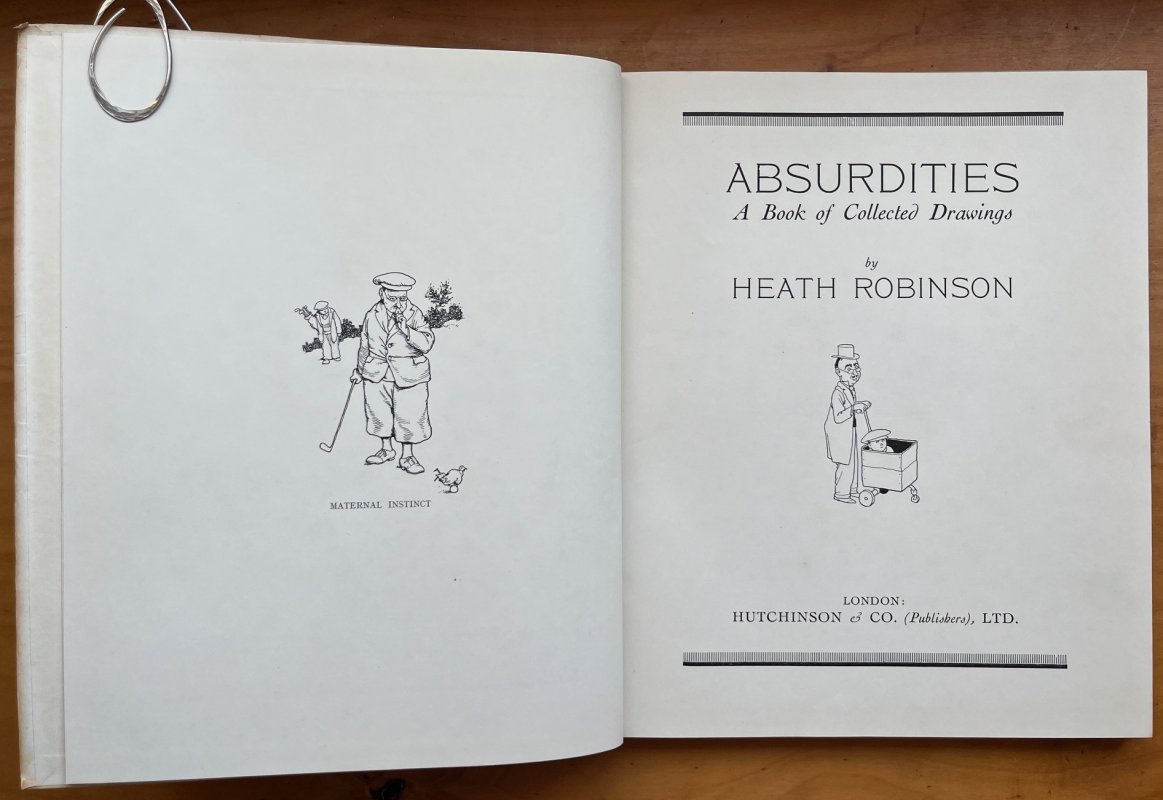 MATERNAL INSTINCT
ABSURDITIES
A Book of Collected Drawings
by
HEATH ROBINSON
LONDON:
HUTCHINSON & CO. (Publishers), LTD.